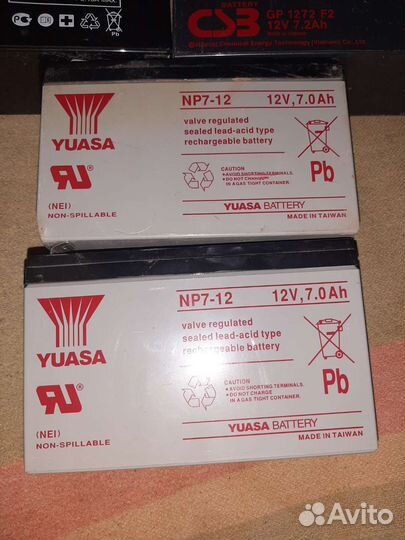 Pb
BATTERY
CSB
GP 1272 F2
12V 7.2Ah
YUASA
(NEI)
NON-SPILLABLE
NP7-12 12V,7.0Ah
valve regulated
sealed lead-acid type
rechargeable battery
CAUTION
● AVOID SHORTING TERMINALS.
● DO NOT CHARGE
IN A GAS TIGHT CONTAINER.
Pb
YUASA BATTERY
MADE IN TAIWAN
YUASA
(NEI)
NON-SPILLABLE
NP7-12 12V,7.0Ah
valve regulated
sealed lead-acid type
rechargeable battery
CAUTION
● AVOID SHORTING TERMINALS.
● DO NOT CHARGE
IN A GAS TIGHT CONTAINER.
Pb
YUASA BATTERY
MADE IN TAIWAN
Avito